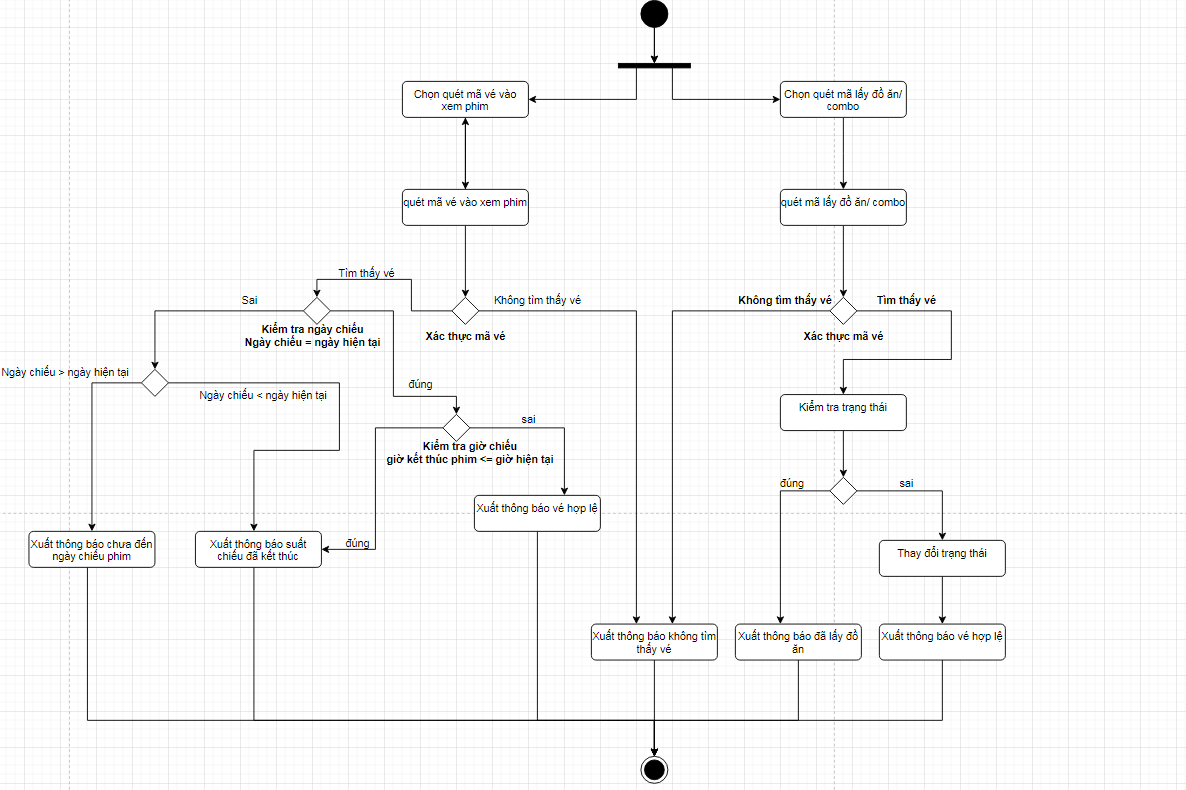 Chọn quét mã vé vào
xem phim
Chọn quét mã lấy đồ ăn/
combo
quét mã vé vào xem phim
quét mã lấy đồ ăn/ combo
Tìm thấy vé
Sai
Không tìm thấy vé
Không tìm thấy vé
Tìm thấy vé
Kiểm tra ngày chiếu
Ngày chiếu = ngày hiện tại
Xác thực mã vé
Xác thực mã vé
Ngày chiếu > ngày hiện tại
Ngày chiếu < ngày hiện tại
đúng
Kiểm tra trạng thái
sai
Kiểm tra giờ chiếu
giờ kết thúc phim <= giờ hiện tại
đúng
sai
Xuất thông báo vé hợp lệ
Xuất thông báo chưa đến
ngày chiếu phim
Xuất thông báo suất
chiếu đã kết thúc
đúng
Thay đổi trạng thái
Xuất thông báo không tìm
thấy vé
Xuất thông báo đã lấy đồ
ăn
Xuất thông báo vé hợp lệ